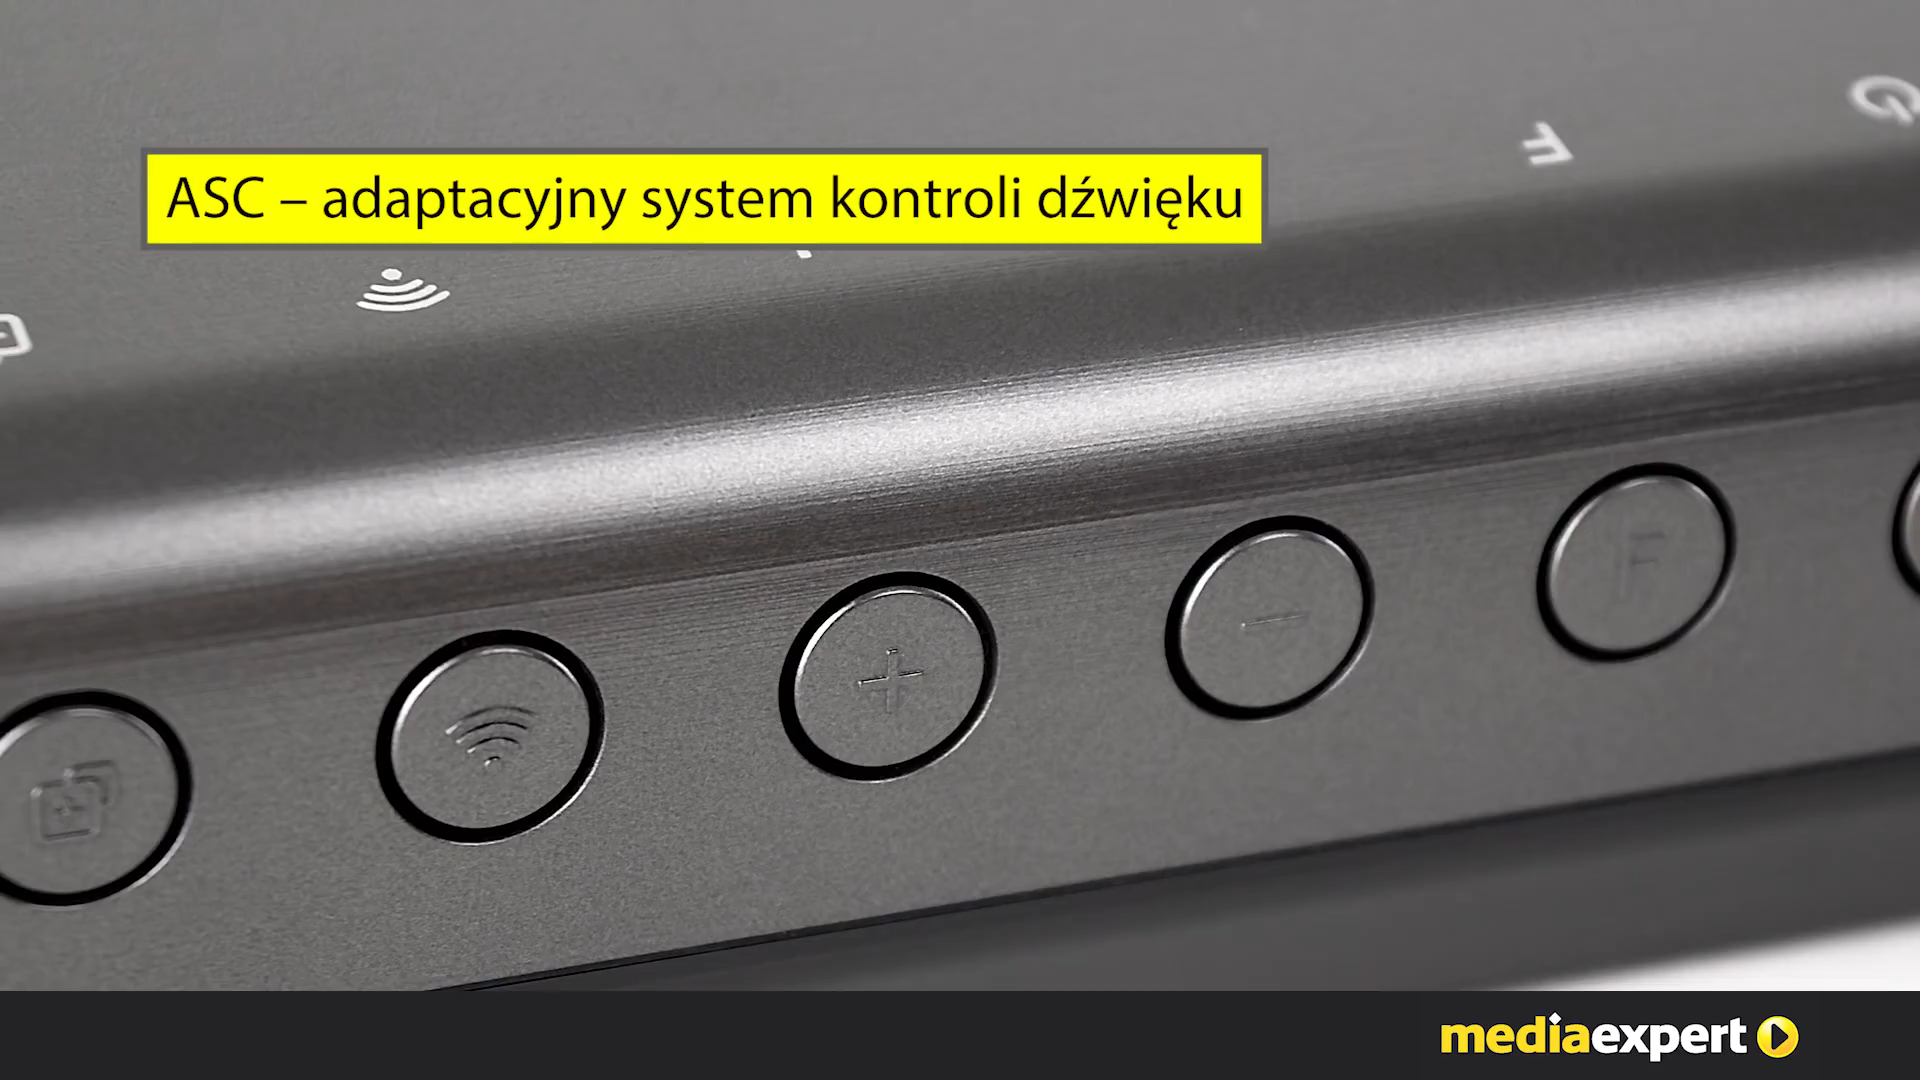 ASC – adaptacyjny system kontroli dźwięku
F
F
mediaexpert